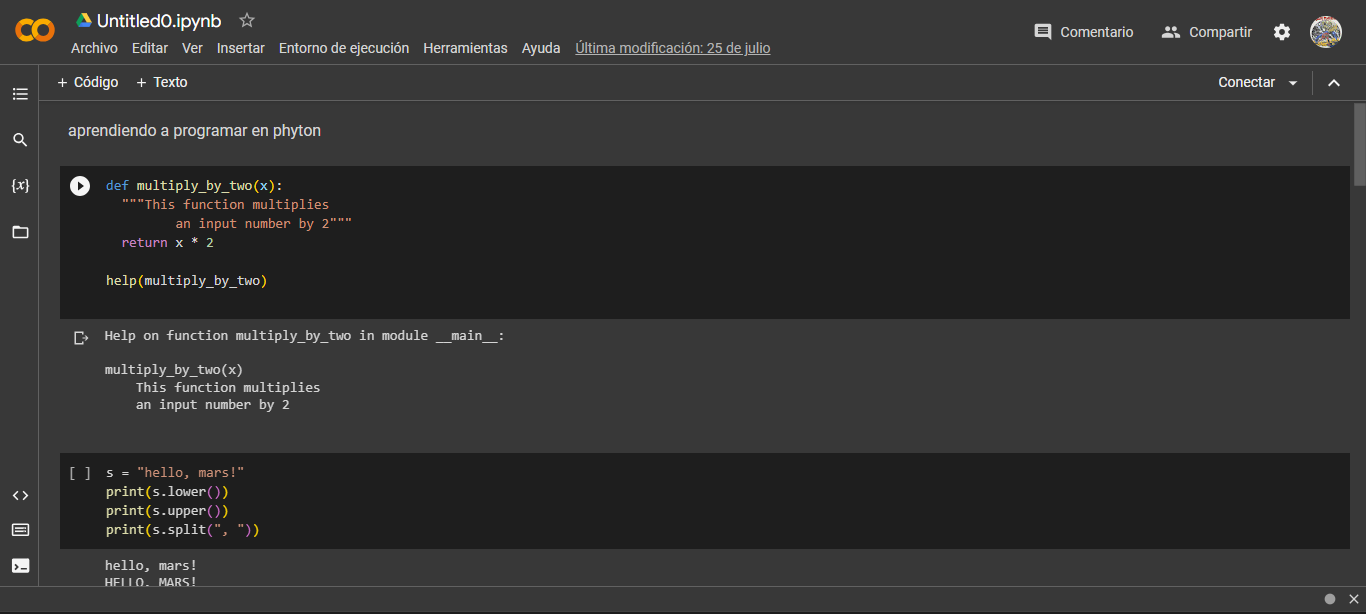 Untitled0.ipynb
Archivo Editar Ver Insertar Entorno de ejecución Herramientas Ayuda Última modificación: 25 de julio
Comentario Compartir
+ Código + Texto
Conectar
aprendiendo a programar en phyton
{x}
def multiply_by_two(x):
"""This function multiplies
an input number by 2"""
return x * 2
help(multiply_by_two)
Help on function multiply_by_two in module __main__:
multiply_by_two(x)
This function multiplies
an input number by 2
[ ] s = "hello, mars!"
print(s.lower())
print(s.upper())
print(s.split(", "))
hello, mars!
HELLO, MARS!